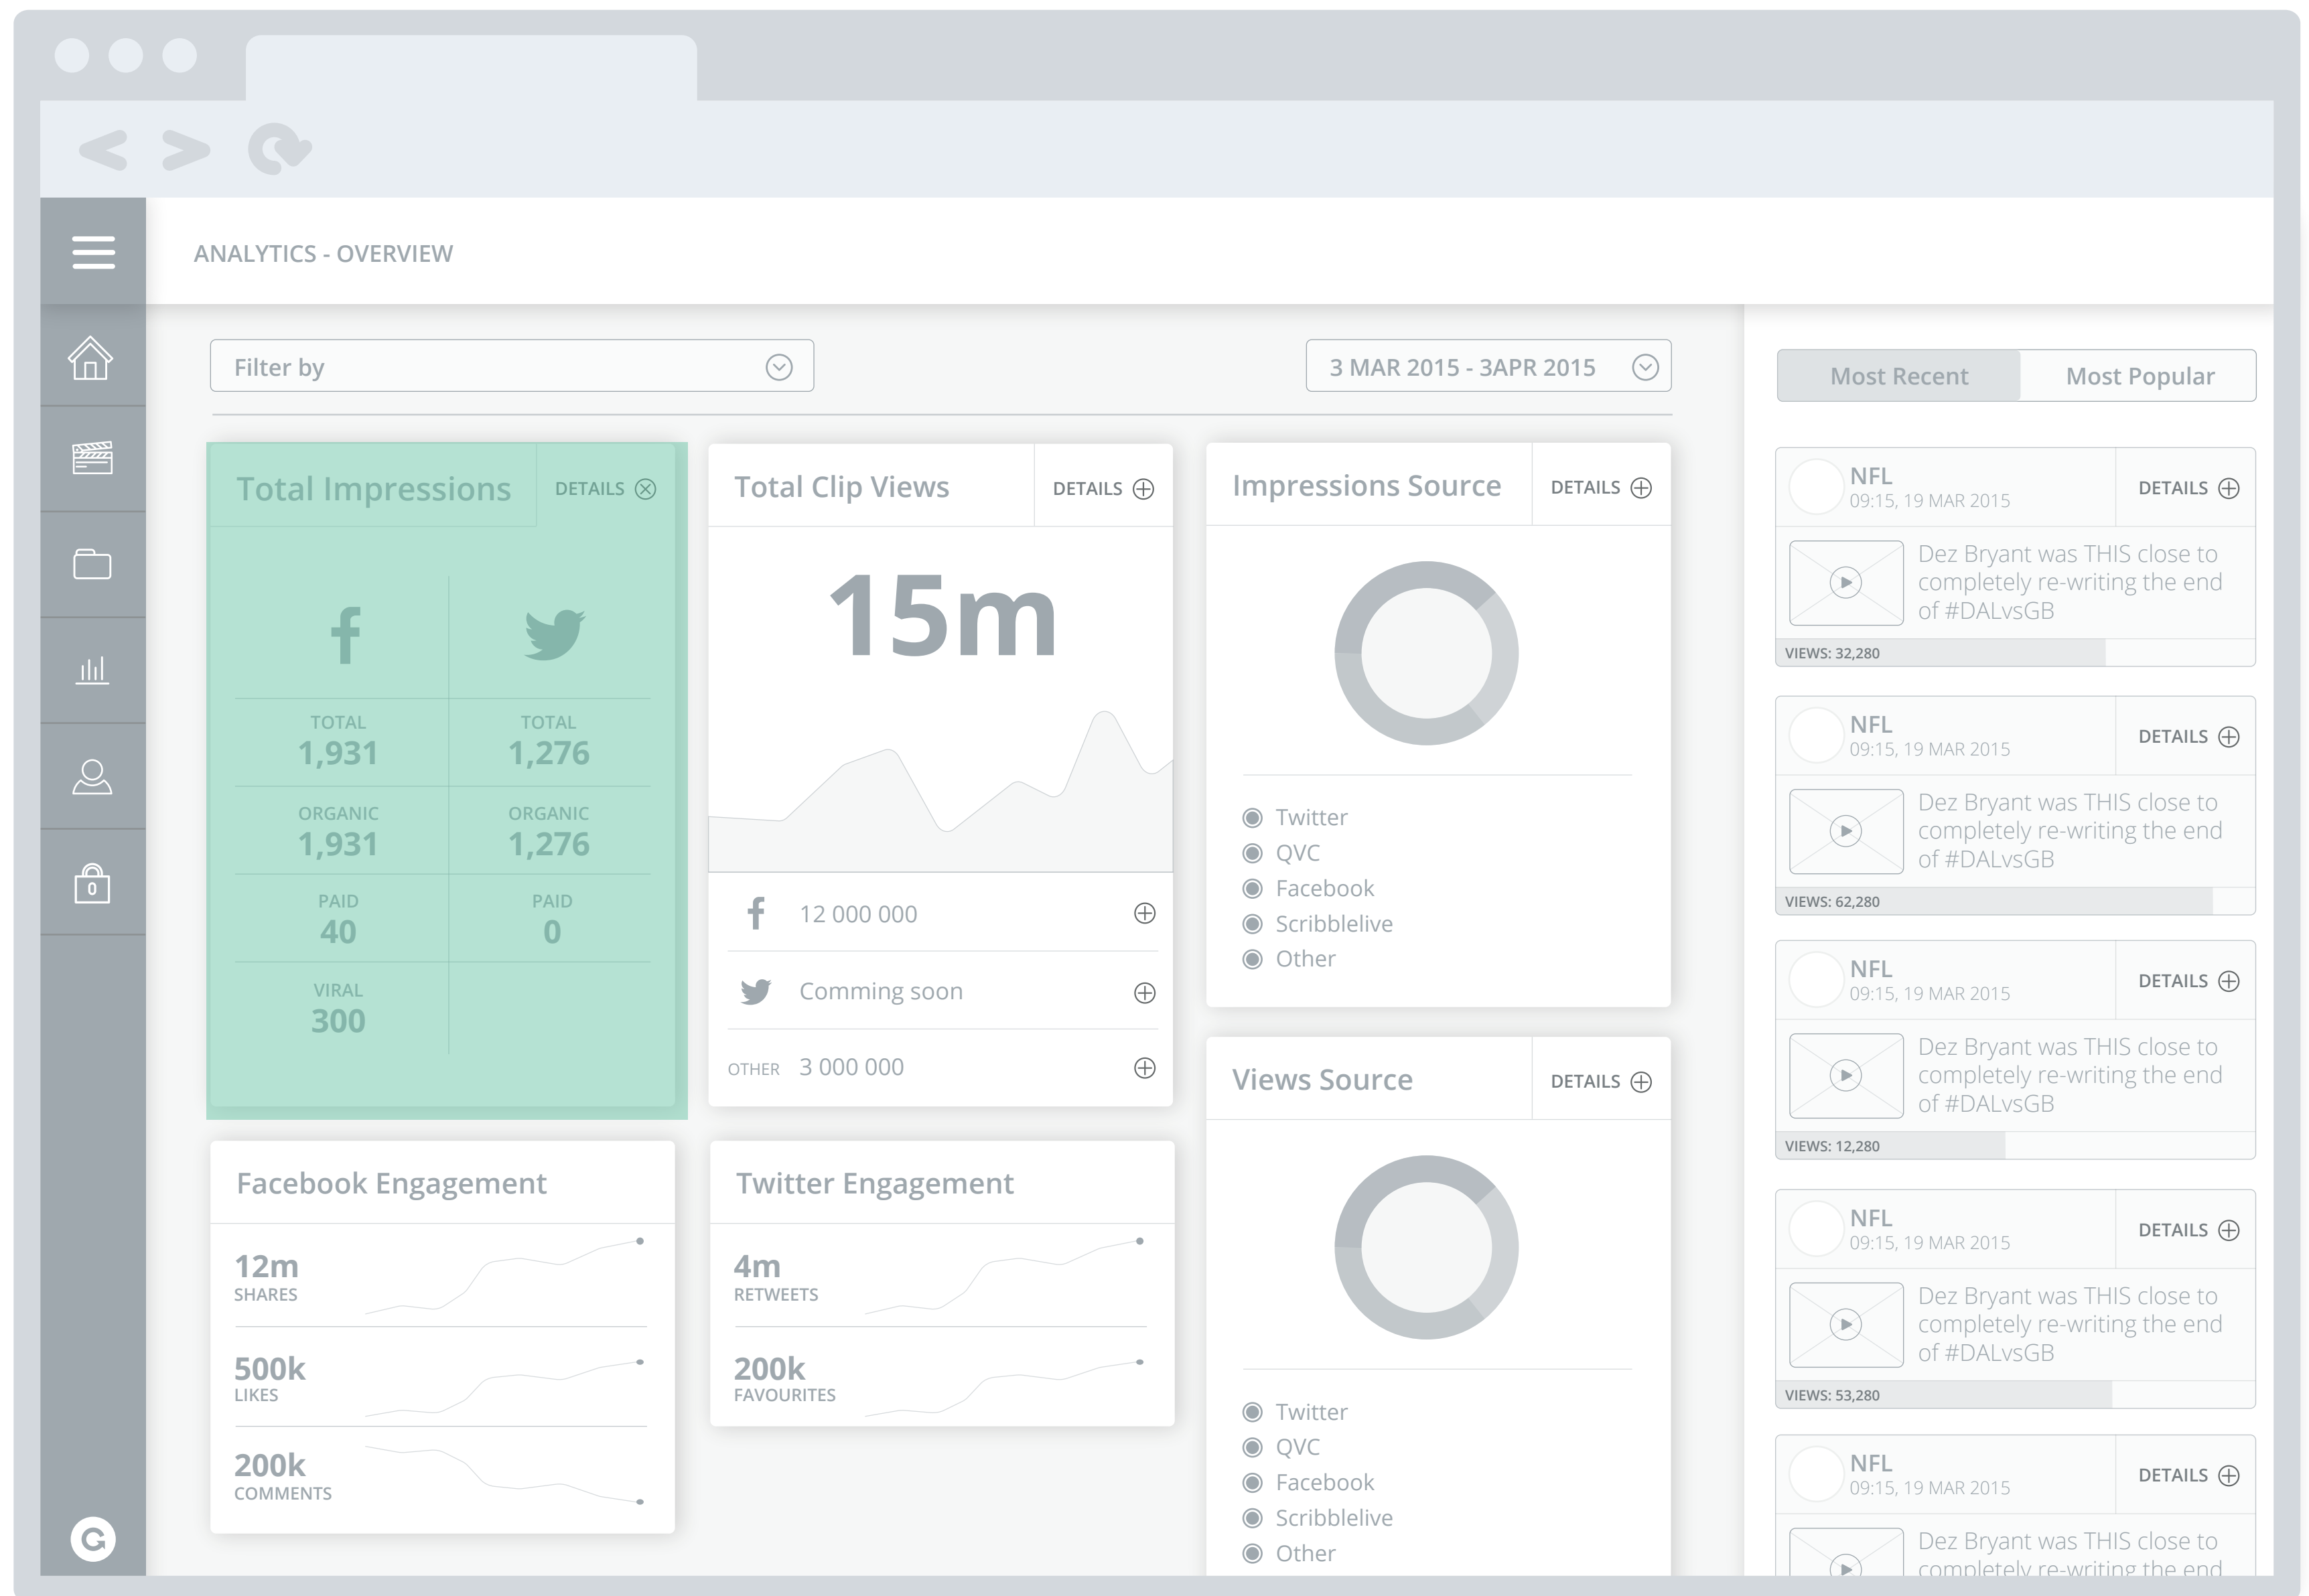 ANALYTICS - OVERVIEW
Filter by
3 MAR 2015 - 3APR 2015
Most Recent
Most Popular
Total Impressions
DETAILS
TOTAL
1,931
TOTAL
1,276
ORGANIC
1,931
ORGANIC
1,276
PAID
40
PAID
0
VIRAL
300
Total Clip Views
DETAILS
15m
12 000 000
Comming soon
OTHER 3 000 000
Impressions Source
DETAILS
Twitter
QVC
Facebook
Scribblelive
Other
Facebook Engagement
12m
SHARES
500k
LIKES
200k
COMMENTS
Twitter Engagement
4m
RETWEETS
200k
FAVOURITES
Views Source
DETAILS
Twitter
QVC
Facebook
Scribblelive
Other
NFL
09:15, 19 MAR 2015
DETAILS
Dez Bryant was THIS close to
completely re-writing the end
of #DALvsGB
VIEWS: 32,280
NFL
09:15, 19 MAR 2015
DETAILS
Dez Bryant was THIS close to
completely re-writing the end
of #DALvsGB
VIEWS: 62,280
NFL
09:15, 19 MAR 2015
DETAILS
Dez Bryant was THIS close to
completely re-writing the end
of #DALvsGB
VIEWS: 12,280
NFL
09:15, 19 MAR 2015
DETAILS
Dez Bryant was THIS close to
completely re-writing the end
of #DALvsGB
VIEWS: 53,280
NFL
09:15, 19 MAR 2015
DETAILS
Dez Bryant was THIS close to
completely re-writing the end